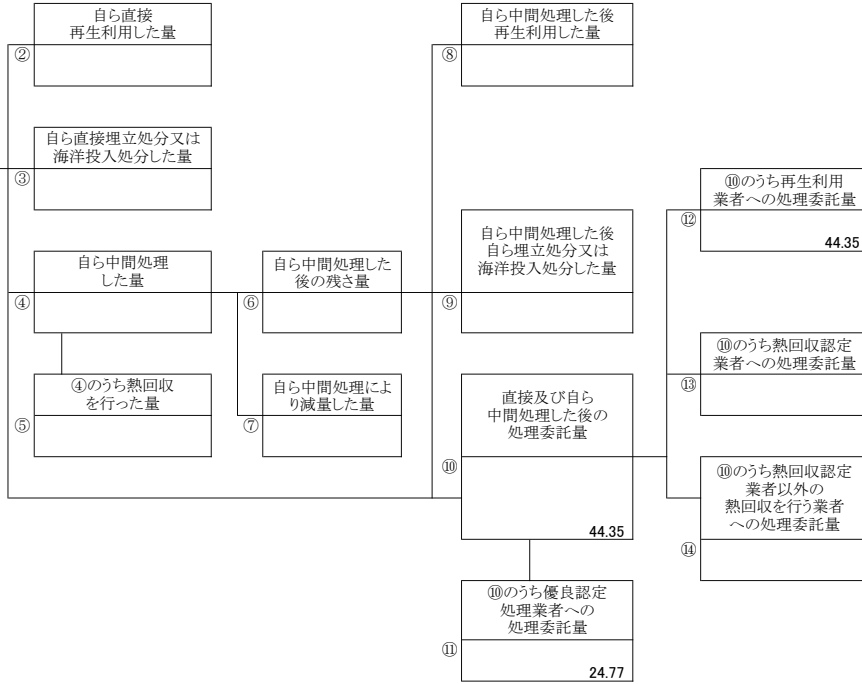 自ら直接
再生利用した量
②
自ら直接埋立処分又は
海洋投入処分した量
③
自ら中間処理
した量
④
④のうち熱回収
を行った量
⑤
自ら中間処理した
後の残さ量
⑥
自ら中間処理によ
り減量した量
⑦
自ら中間処理した後
再生利用した量
⑧
自ら中間処理した後
自ら埋立処分又は
海洋投入処分した量
⑨
直接及び自ら
中間処理した後の
処理委託量
⑩
44.35
⑩のうち優良認定
処理業者への
処理委託量
⑪
24.77
⑩のうち再生利用
業者への処理委託量
⑫
44.35
⑩のうち熱回収認定
業者への処理委託量
⑬
⑩のうち熱回収認定
業者以外の
熱回収を行う業者
への処理委託量
⑭